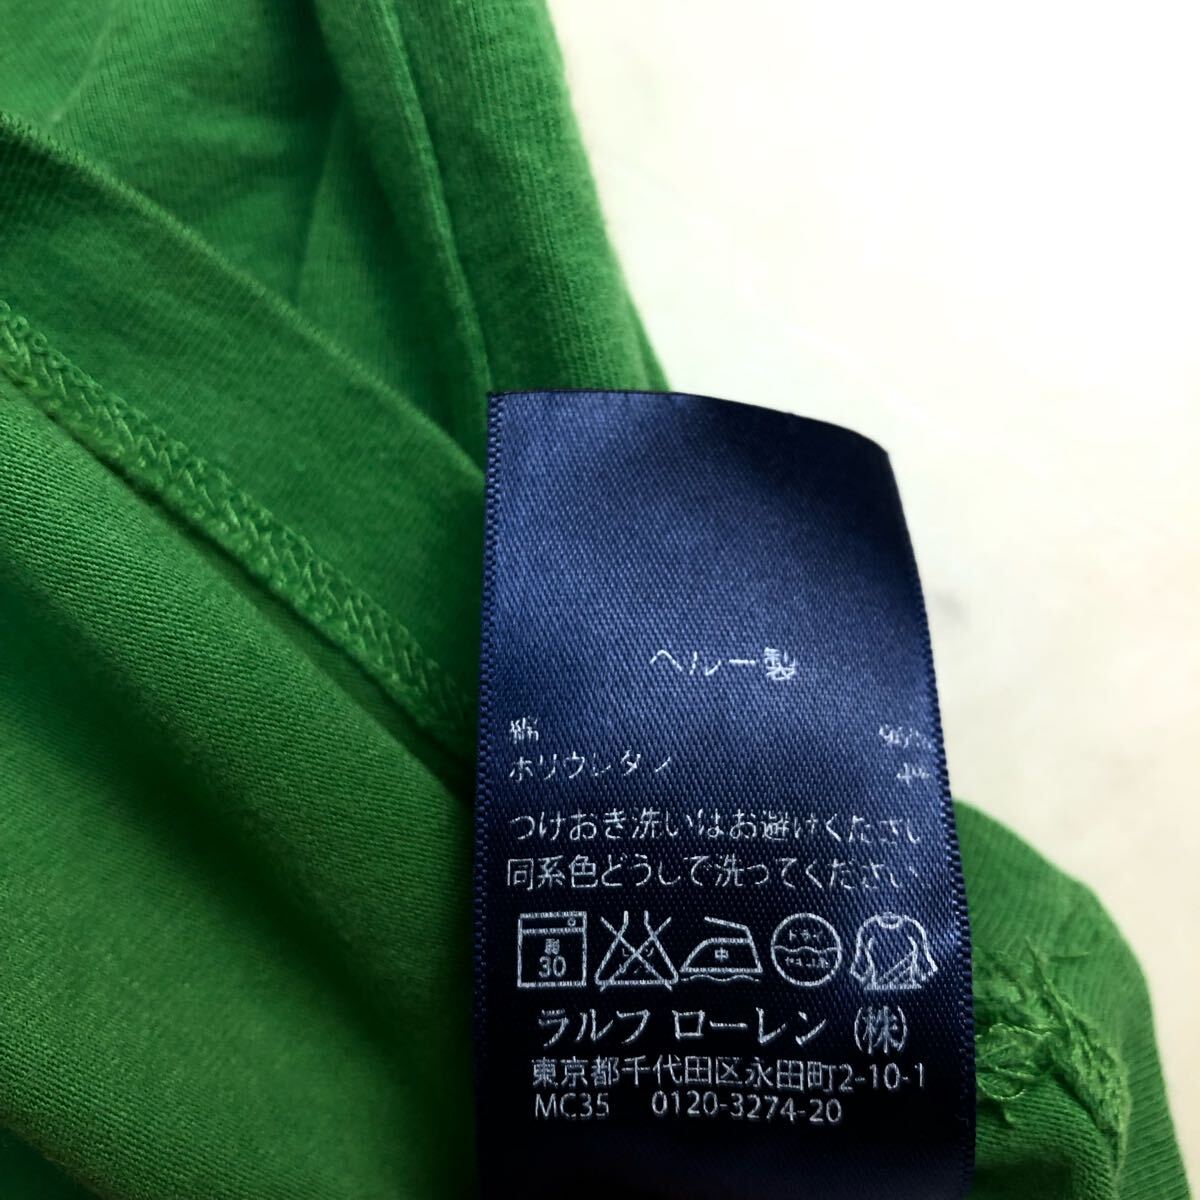 ペルー製
綿 96%
ポリウレタン 4%
つけおき洗いはお避けください
同系色どうしで洗ってください
弱
30
中
ラルフ ローレン (株)
東京都千代田区永田町2-10-1
MC35 0120-3274-20